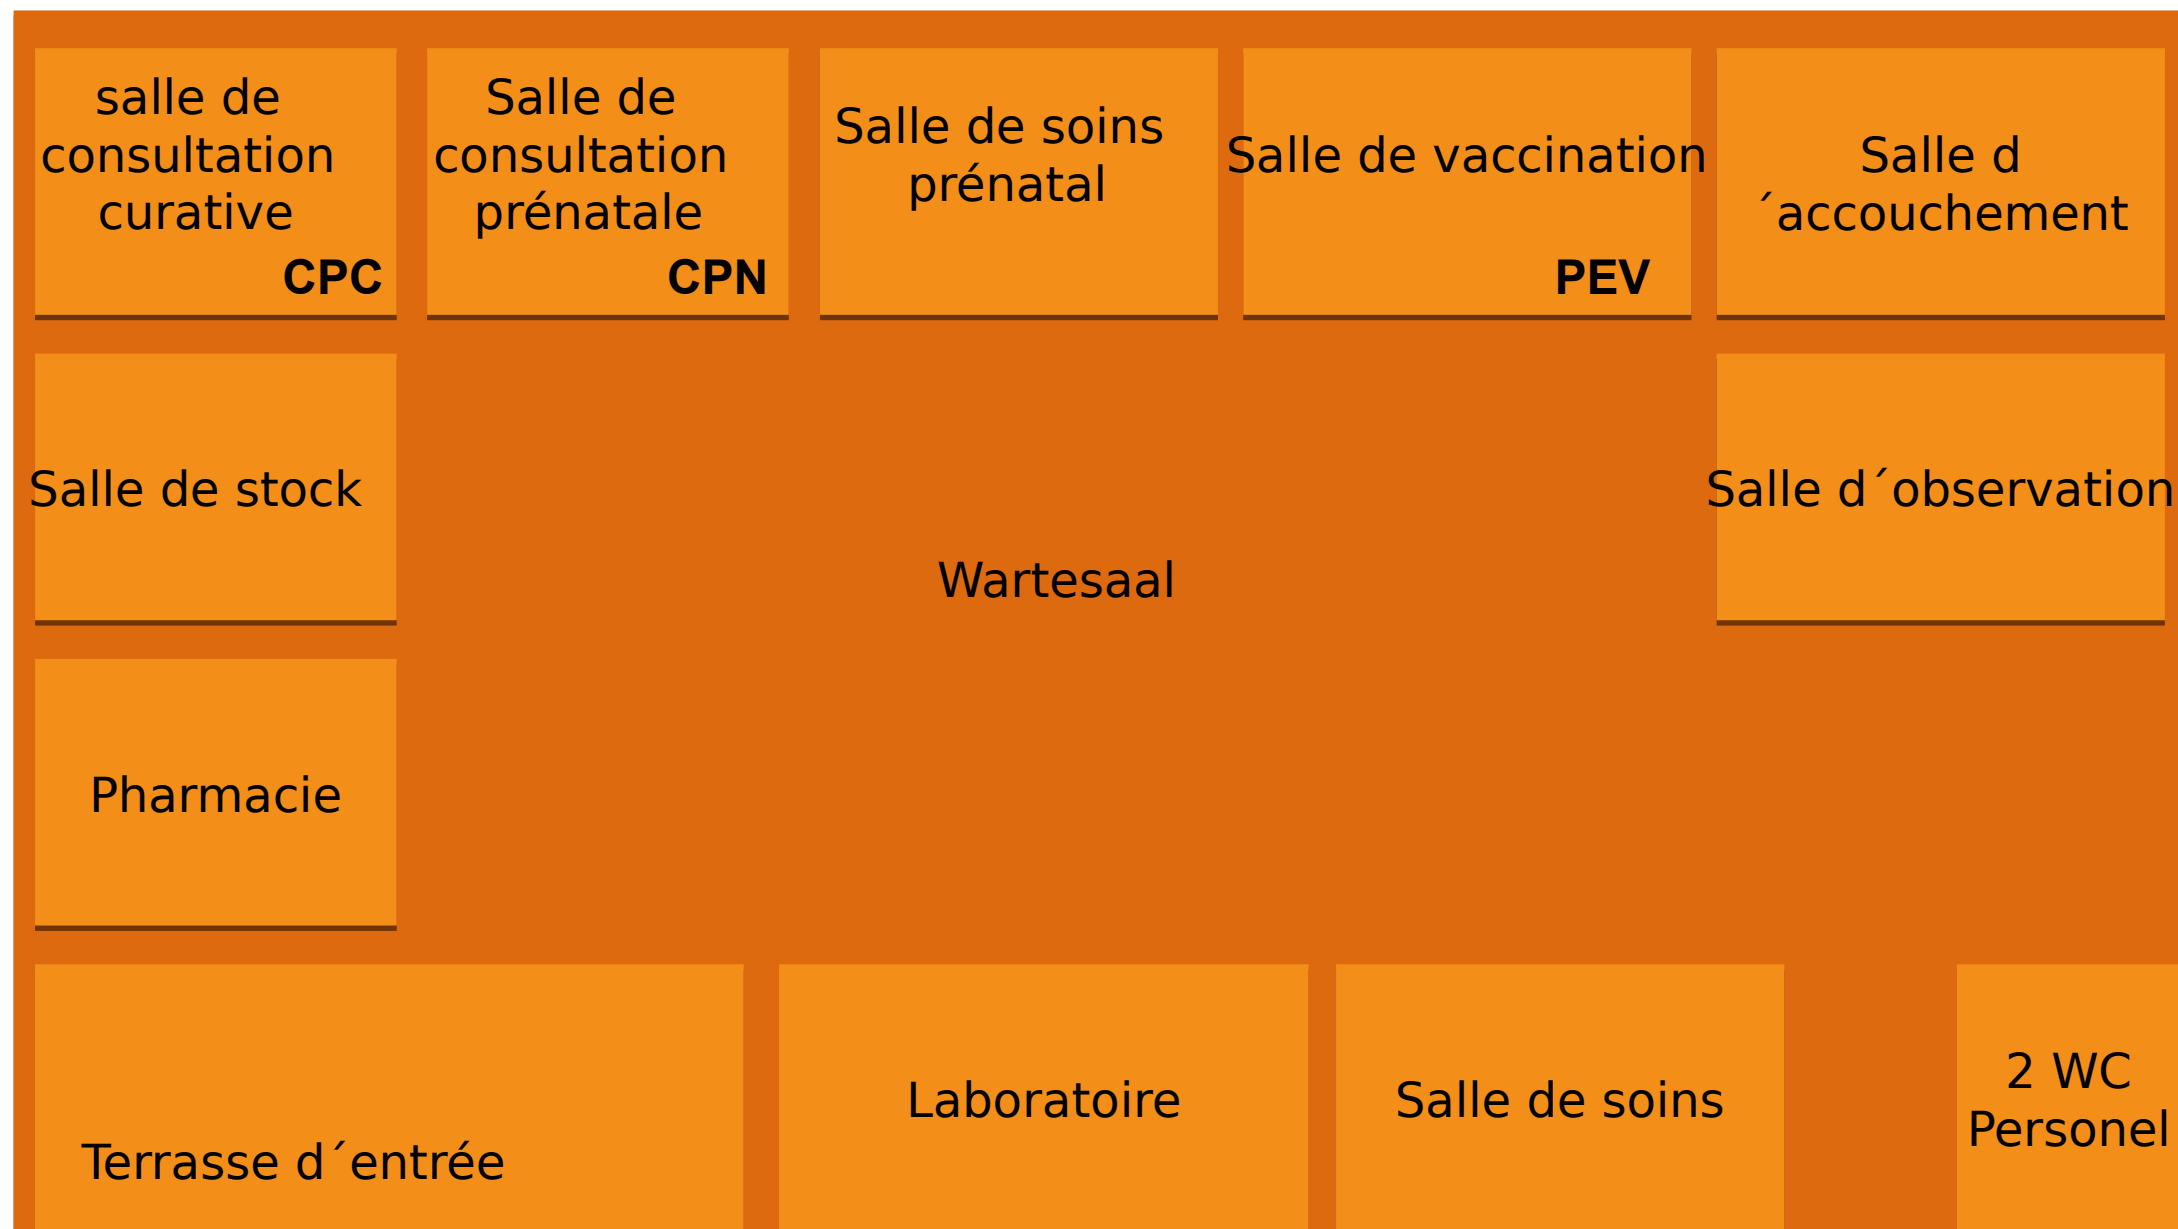 salle de
consultation
curative
CPC
Salle de
consultation
prénatale
CPN
Salle de soins
prénatal
Salle de vaccination
PEV
Salle d
´accouchement
Salle de stock
Salle d´observation
Wartesaal
Pharmacie
Terrasse d´entrée
Laboratoire
Salle de soins
2 WC
Personel